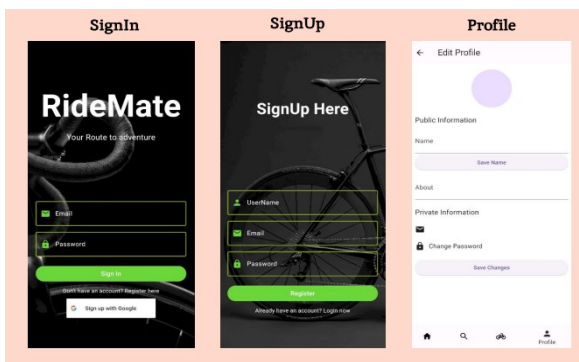 SignIn
RideMate
Your Route to adventure
Email
Password
Sign In
Don't have an account? Register here
G Sign up with Google
SignUp
SignUp Here
UserName
Email
Password
Register
Already have an account? Login now
Profile
Edit Profile
Public Information
Name
Save Name
About
Private Information
Change Password
Save Changes
Profile